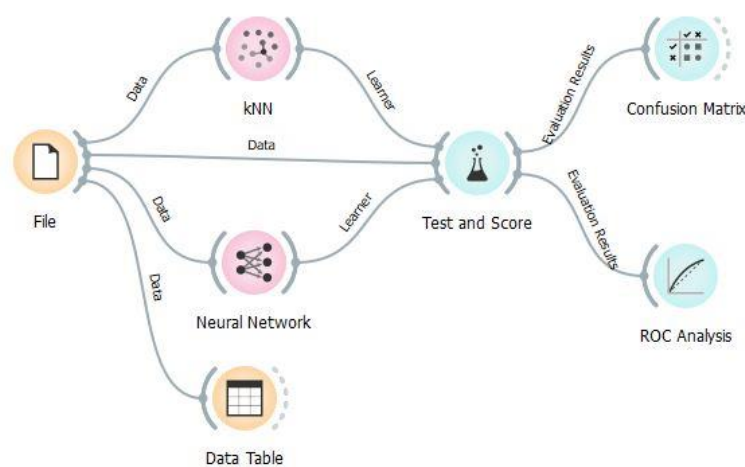 Data
kNN
Learner
Evaluation Results
Confusion Matrix
Data
File
Test and Score
Data
Learner
Evaluation Results
Neural Network
ROC Analysis
Data
Data Table